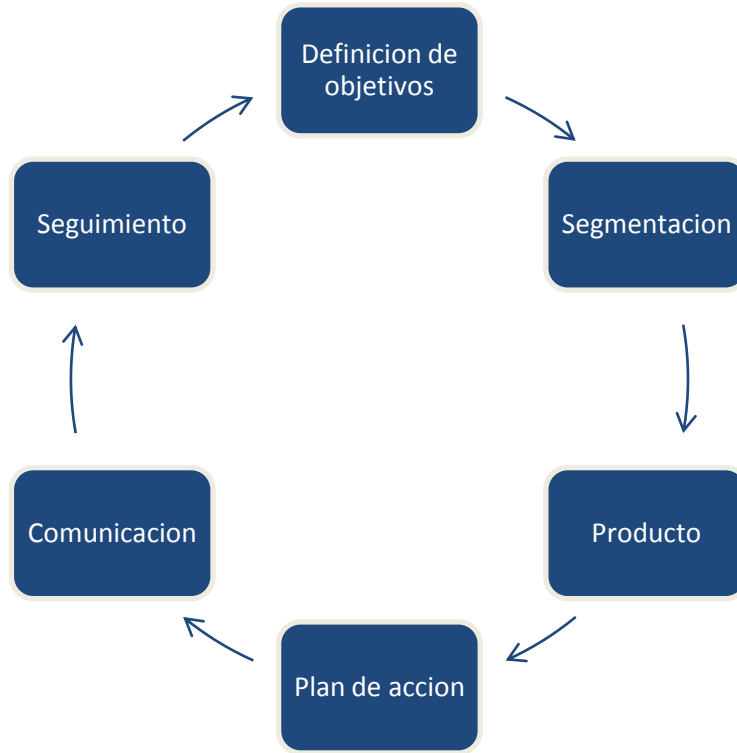 Definicion de
objetivos
Segmentacion
Producto
Plan de accion
Comunicacion
Seguimiento